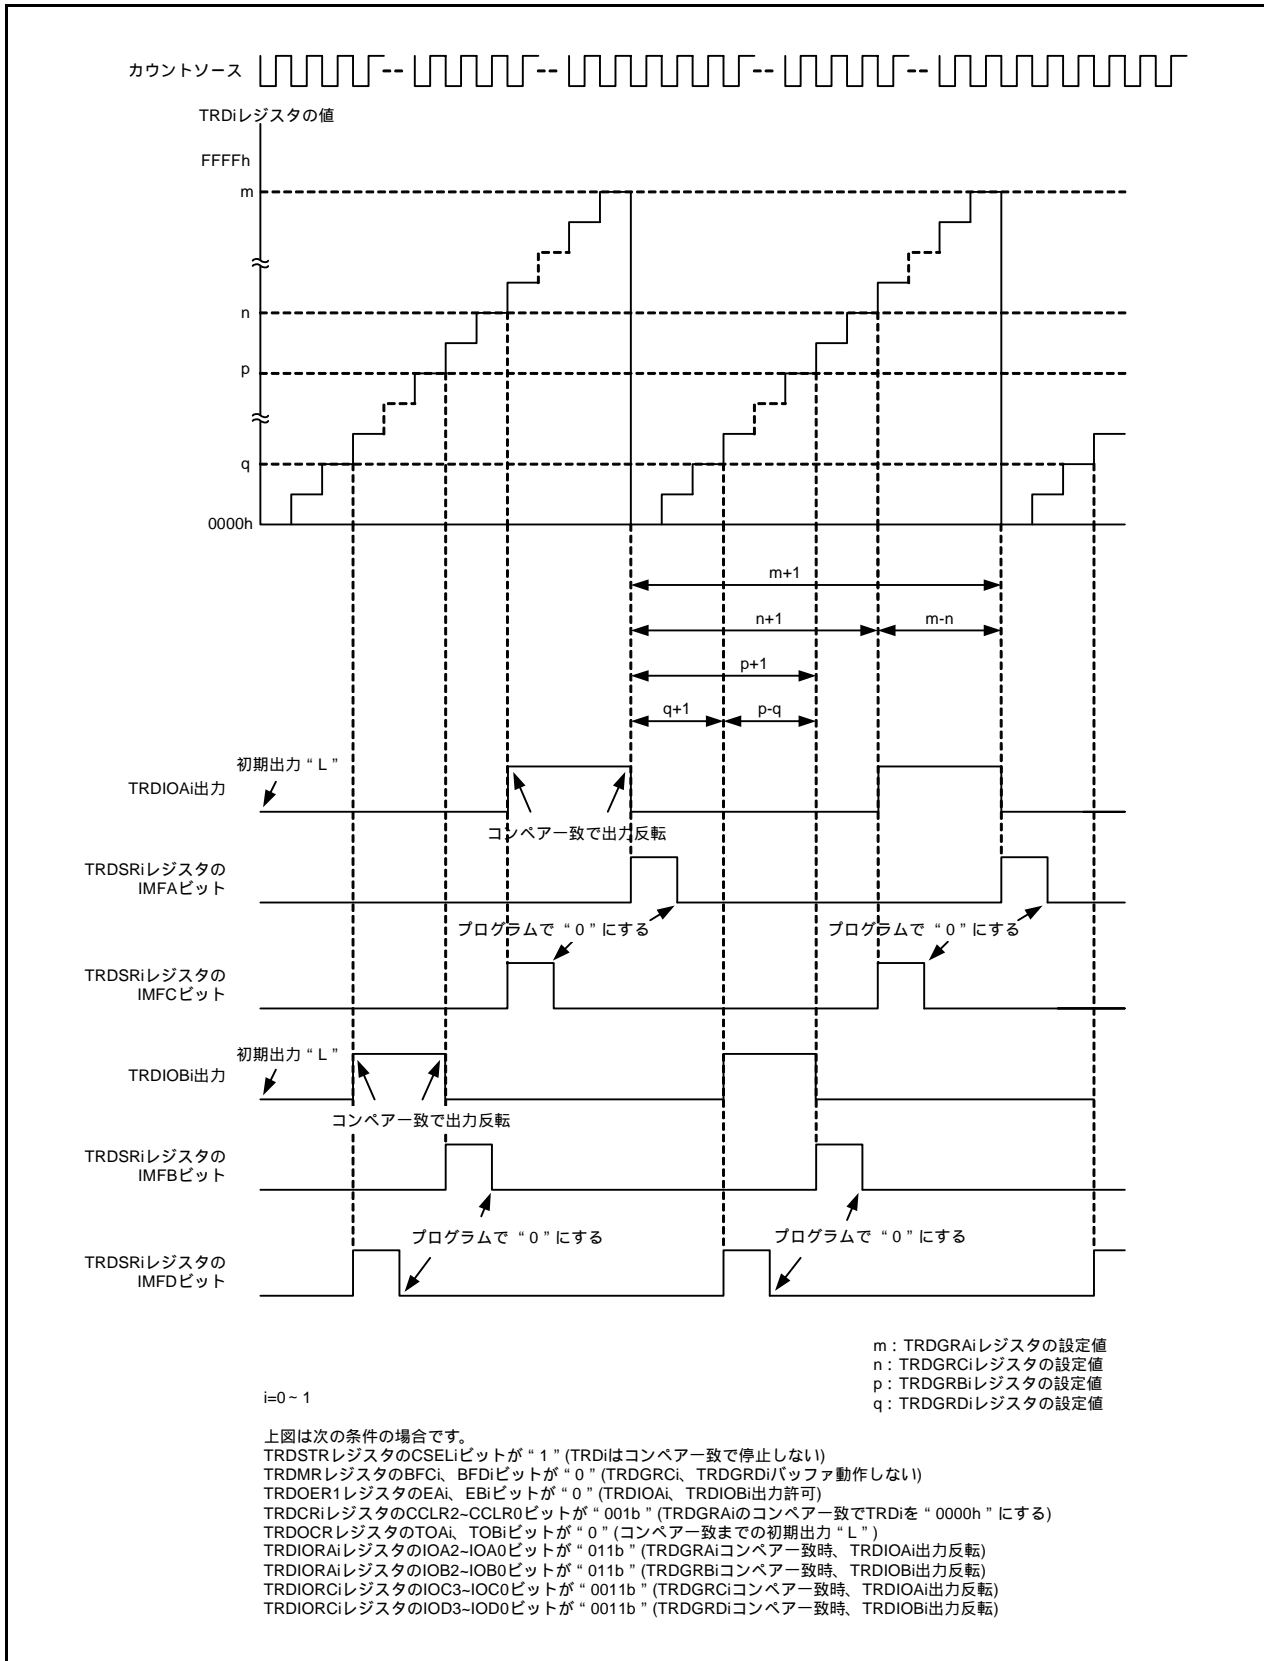 カウントソース
TRDiレジスタの値
FFFFh
m
n
p
q
0000h
m+1
n+1
m-n
p+1
q+1
p-q
初期出力“L”
TRDIOAi出力
コンペア一致で出力反転
TRDSRiレジスタの
IMFAビット
プログラムで“0”にする
プログラムで“0”にする
TRDSRiレジスタの
IMFCビット
初期出力“L”
TRDIOBi出力
コンペア一致で出力反転
TRDSRiレジスタの
IMFBビット
プログラムで“0”にする
プログラムで“0”にする
TRDSRiレジスタの
IMFDビット
m : TRDGRAiレジスタの設定値
n : TRDGRCiレジスタの設定値
p : TRDGRBiレジスタの設定値
q : TRDGRDiレジスタの設定値
i=0~1
上図は次の条件の場合です。
TRDSTRレジスタのCSELiビットが“1”(TRDiはコンペア一致で停止しない)
TRDMRレジスタのBFCi、BFDiビットが“0”(TRDGRCi、TRDGRDiバッファ動作しない)
TRDOER1レジスタのEAi、EBiビットが“0”(TRDIOAi、TRDIOBi出力許可)
TRDCRiレジスタのCCLR2~CCLR0ビットが“001b”(TRDGRAiのコンペア一致でTRDiを“0000h”にする)
TRDOCRレジスタのTOAi、TOBiビットが“0”(コンペア一致までの初期出力“L”)
TRDIORAiレジスタのIOA2~IOA0ビットが“011b”(TRDGRAiコンペア一致時、TRDIOAi出力反転)
TRDIORAiレジスタのIOB2~IOB0ビットが“011b”(TRDGRBiコンペア一致時、TRDIOBi出力反転)
TRDIORCiレジスタのIOC3~IOC0ビットが“0011b”(TRDGRCiコンペア一致時、TRDIOAi出力反転)
TRDIORCiレジスタのIOD3~IOD0ビットが“0011b”(TRDGRDiコンペア一致時、TRDIOBi出力反転)